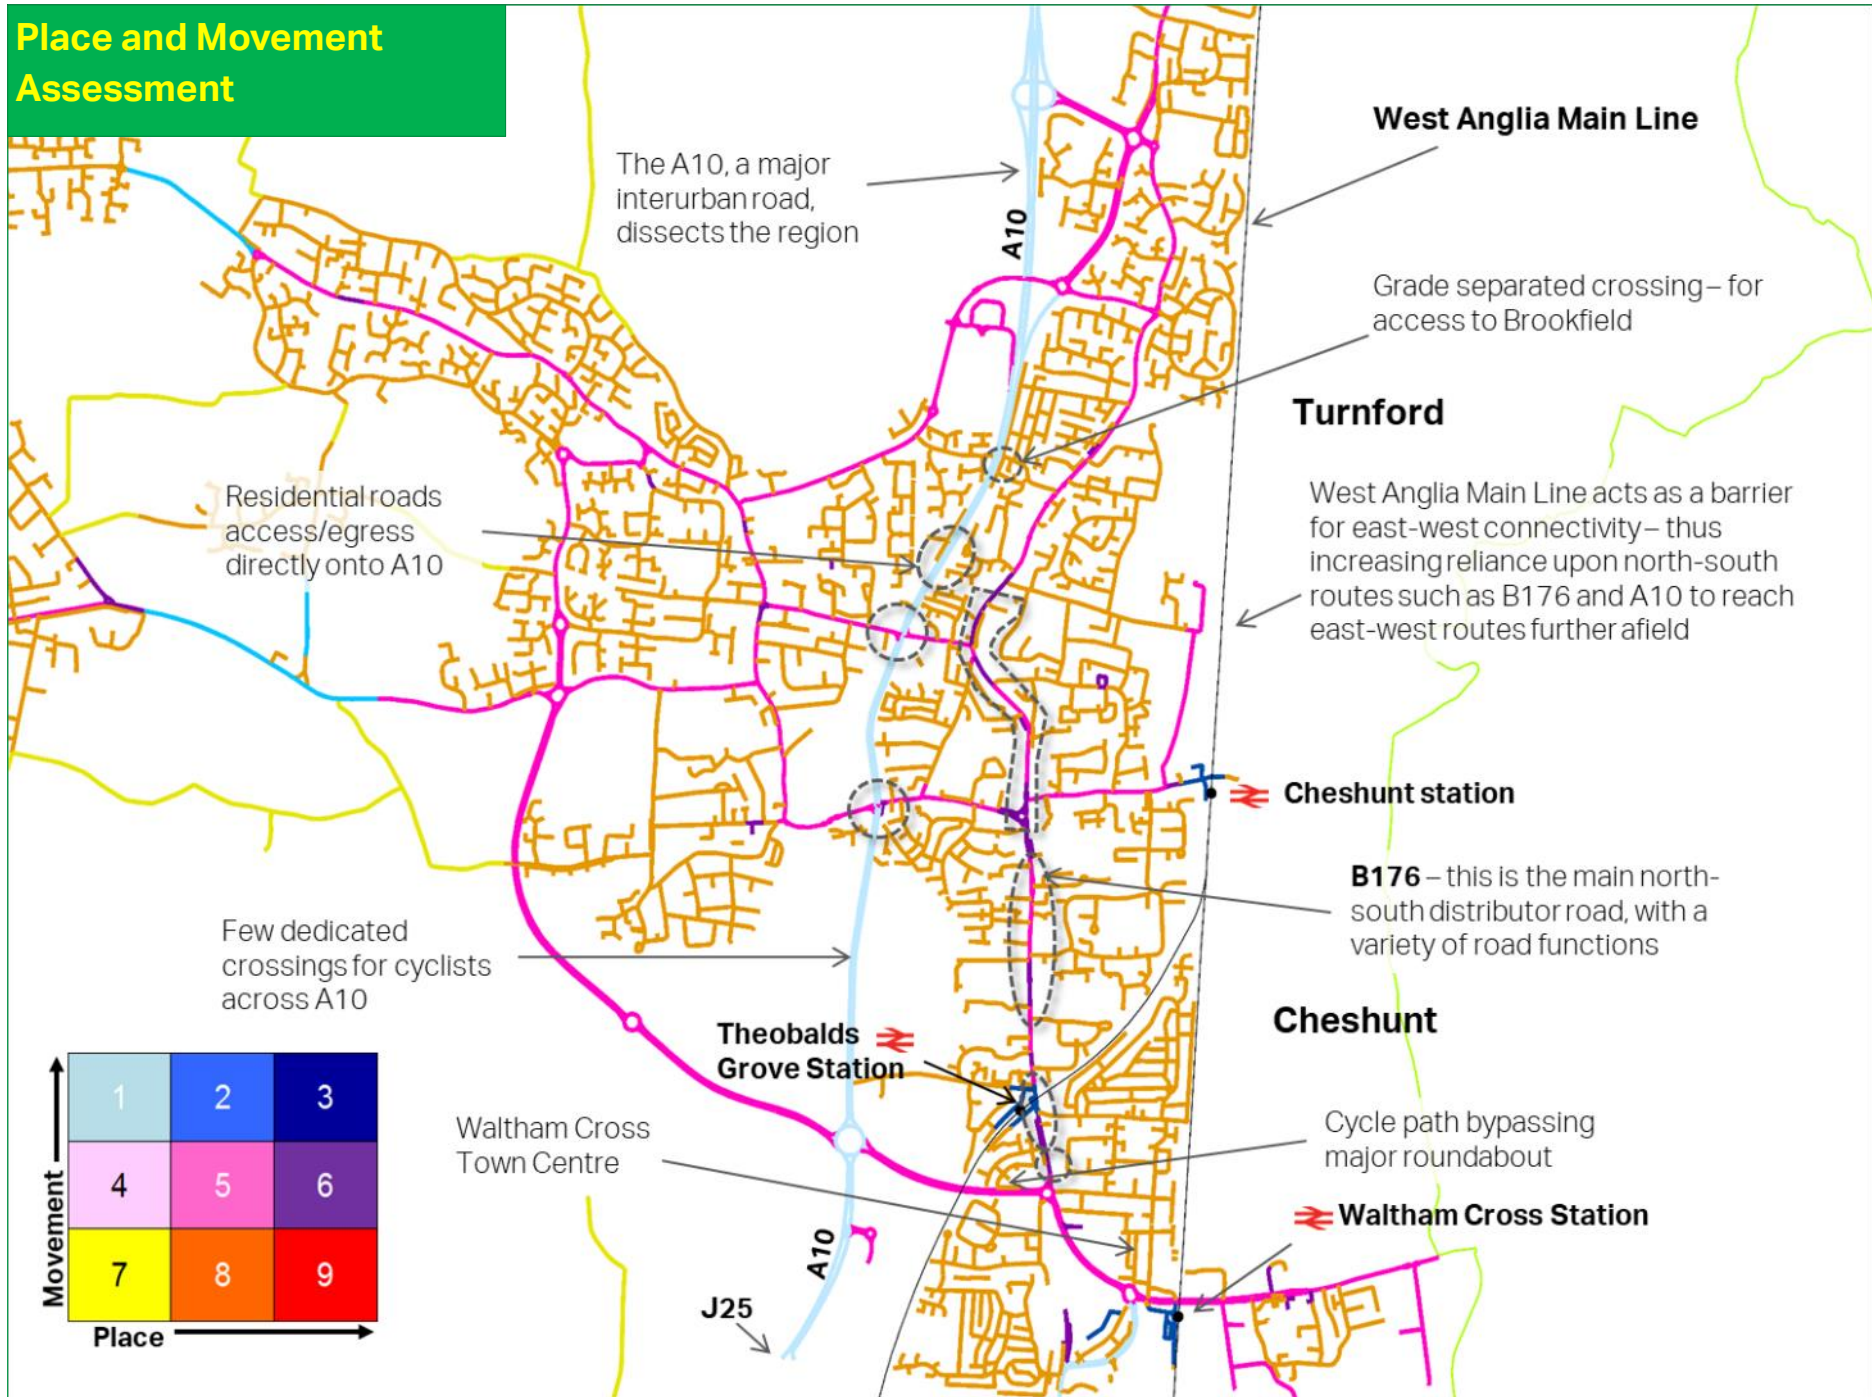 Place and Movement
Assessment
West Anglia Main Line
The A10, a major
interurban road,
dissects the region
A10
Grade separated crossing – for
access to Brookfield
Turnford
West Anglia Main Line acts as a barrier
for east-west connectivity – thus
increasing reliance upon north-south
routes such as B176 and A10 to reach
east-west routes further afield
Residential roads
access/egress
directly onto A10
Cheshunt station
B176 – this is the main north-
south distributor road, with a
variety of road functions
Few dedicated
crossings for cyclists
across A10
Cheshunt
Theobalds
Grove Station
Waltham Cross
Town Centre
Cycle path bypassing
major roundabout
Waltham Cross Station
A10
J25
Movement
1 2 3
4 5 6
7 8 9
Place